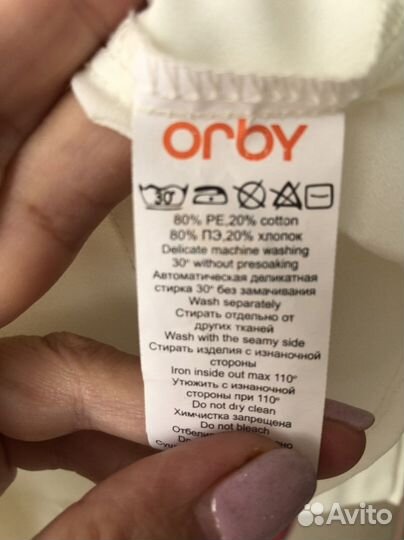 orby
30°
80% PE,20% cotton
80% ПЭ,20% хлопок
Delicate machine washing
30° without presoaking
Автоматическая деликатная
стирка 30° без замачивания
Wash separately
Стирать отдельно от
других тканей
Wash with the seamy side
Стирать изделия с изнаночной
стороны
Iron inside out max 110°
Утюжить с изнаночной
стороны при 110°
Do not dry clean
Химчистка запрещена
Do not bleach
Avito